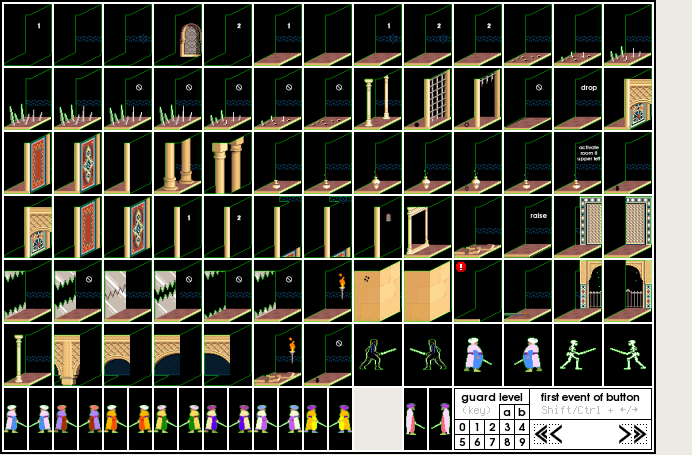 1
2
1
1
2
2
drop
activate
room 8
upper left
1
2
raise
!
guard level
first event of button
(key)
a b
Shift/Ctrl + ←/→
0 1 2 3 4
5 6 7 8 9